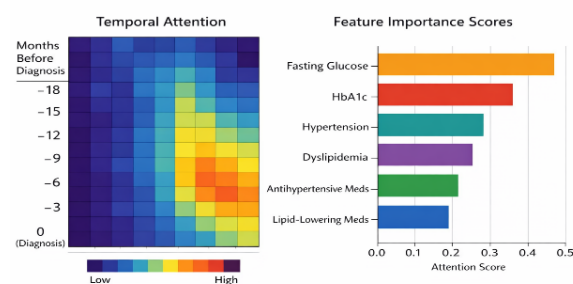 Temporal Attention
Months
Before
Diagnosis
-18
-15
-12
-9
-6
-3
0
(Diagnosis)
Low High
Feature Importance Scores
Fasting Glucose
HbA1c
Hypertension
Dyslipidemia
Antihypertensive Meds
Lipid-Lowering Meds
0.0 0.1 0.2 0.3 0.4 0.5
Attention Score